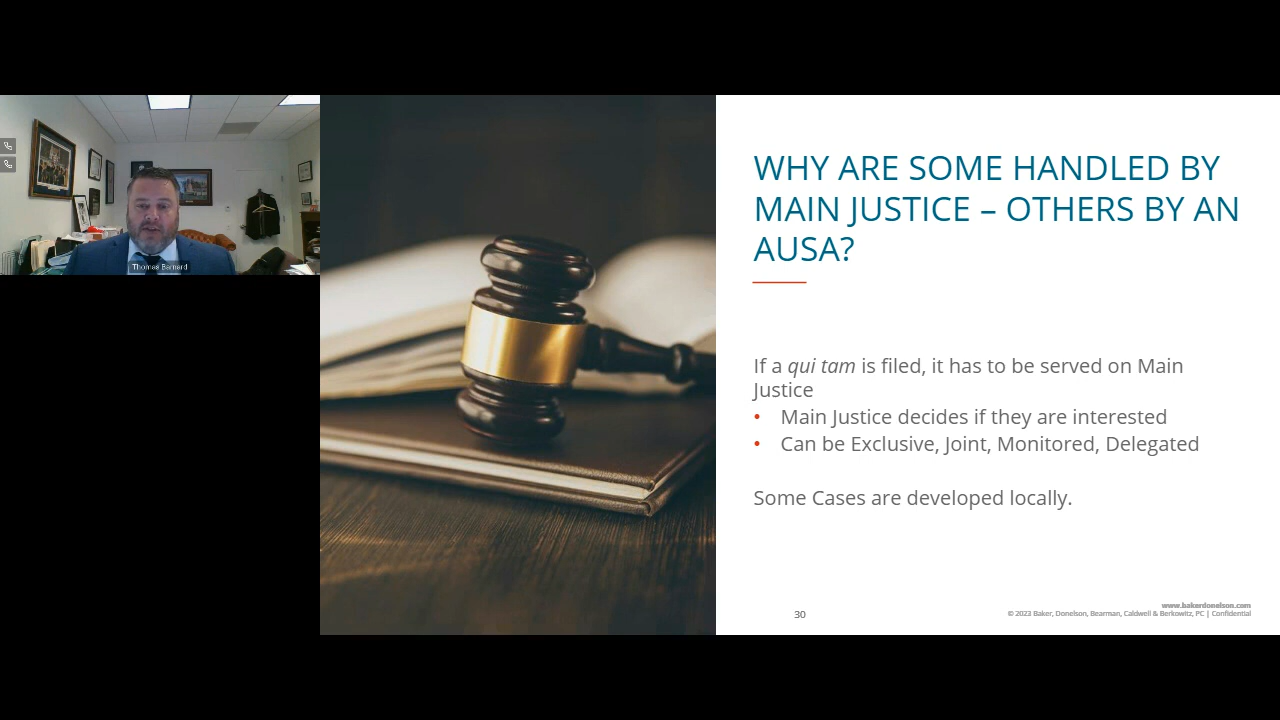 Thomas Barnard
WHY ARE SOME HANDLED BY
MAIN JUSTICE – OTHERS BY AN
AUSA?
If a qui tam is filed, it has to be served on Main
Justice
• Main Justice decides if they are interested
• Can be Exclusive, Joint, Monitored, Delegated
Some Cases are developed locally.
30
www.bakerdonelson.com
© 2023 Baker, Donelson, Bearman, Caldwell & Berkowitz, PC | Confidential